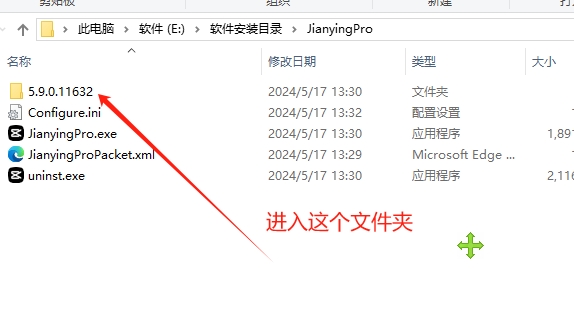 剪贴板 组织 新建
此电脑 软件 (E:) 软件安装目录 JianyingPro
名称 修改日期 类型 大小
5.9.0.11632 2024/5/17 13:30 文件夹
Configure.ini 2024/5/17 13:32 配置设置
JianyingPro.exe 2024/5/17 13:30 应用程序 1,891
JianyingProPacket.xml 2024/5/17 13:29 Microsoft Edge ...
uninst.exe 2024/5/17 13:30 应用程序 2,116
进入这个文件夹